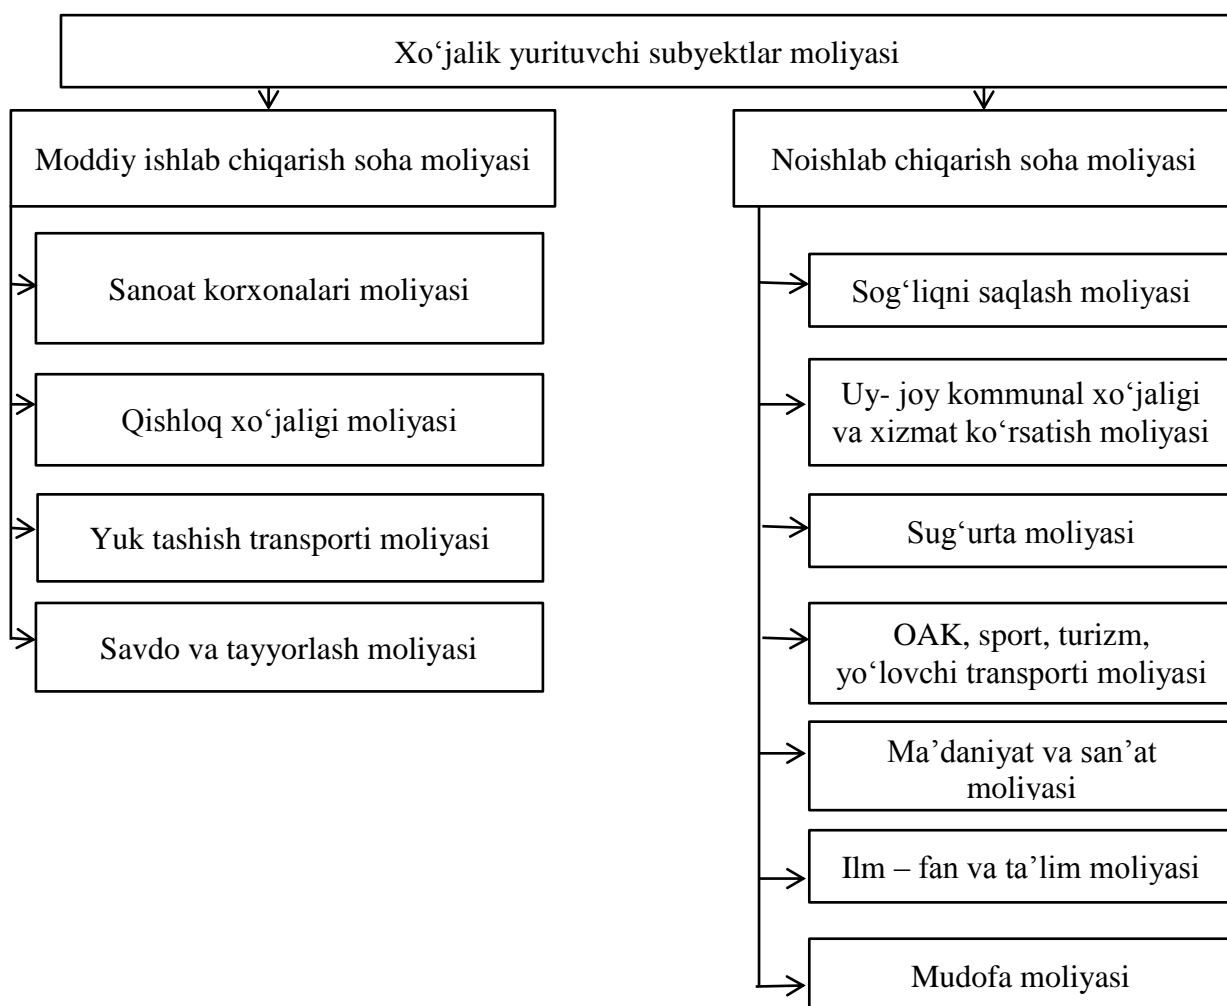 Xo‘jalik yurituvchi subyektlar moliyasi
Moddiy ishlab chiqarish soha moliyasi
Noishlab chiqarish soha moliyasi
Sanoat korxonalari moliyasi
Qishloq xo‘jaligi moliyasi
Yuk tashish transporti moliyasi
Savdo va tayyorlash moliyasi
Sog‘liqni saqlash moliyasi
Uy- joy kommunal xo‘jaligi
va xizmat ko‘rsatish moliyasi
Sug‘urta moliyasi
OAK, sport, turizm,
yo‘lovchi transporti moliyasi
Ma’daniyat va san’at
moliyasi
Ilm – fan va ta’lim moliyasi
Mudofa moliyasi